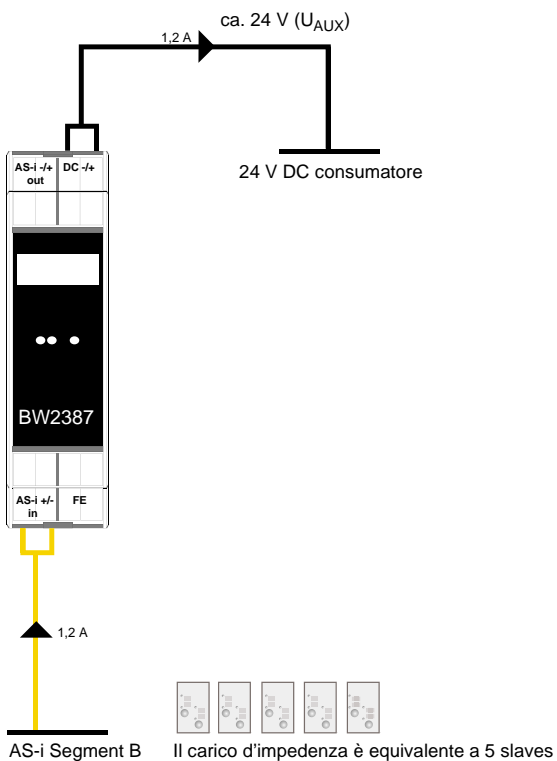 ca. 24 V (UAUX)
1,2 A
24 V DC consumatore
AS-i -/+ out
DC -/+
BW2387
AS-i +/- in
FE
1,2 A
AS-i Segment B
Il carico d’impedenza è equivalente a 5 slaves